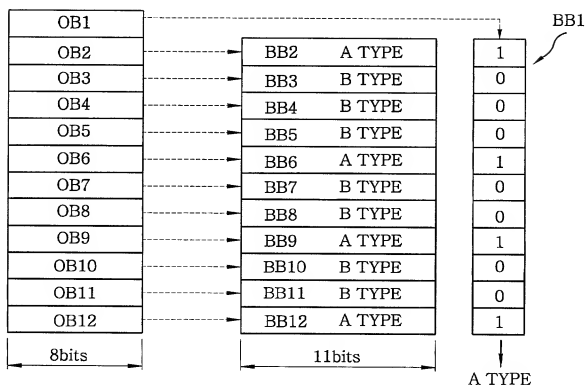 OB1
BB1
OB2 BB2 A TYPE 1
OB3 BB3 B TYPE 0
OB4 BB4 B TYPE 0
OB5 BB5 B TYPE 0
OB6 BB6 A TYPE 1
OB7 BB7 B TYPE 0
OB8 BB8 B TYPE 0
OB9 BB9 A TYPE 1
OB10 BB10 B TYPE 0
OB11 BB11 B TYPE 0
OB12 BB12 A TYPE 1
8bits 11bits
A TYPE